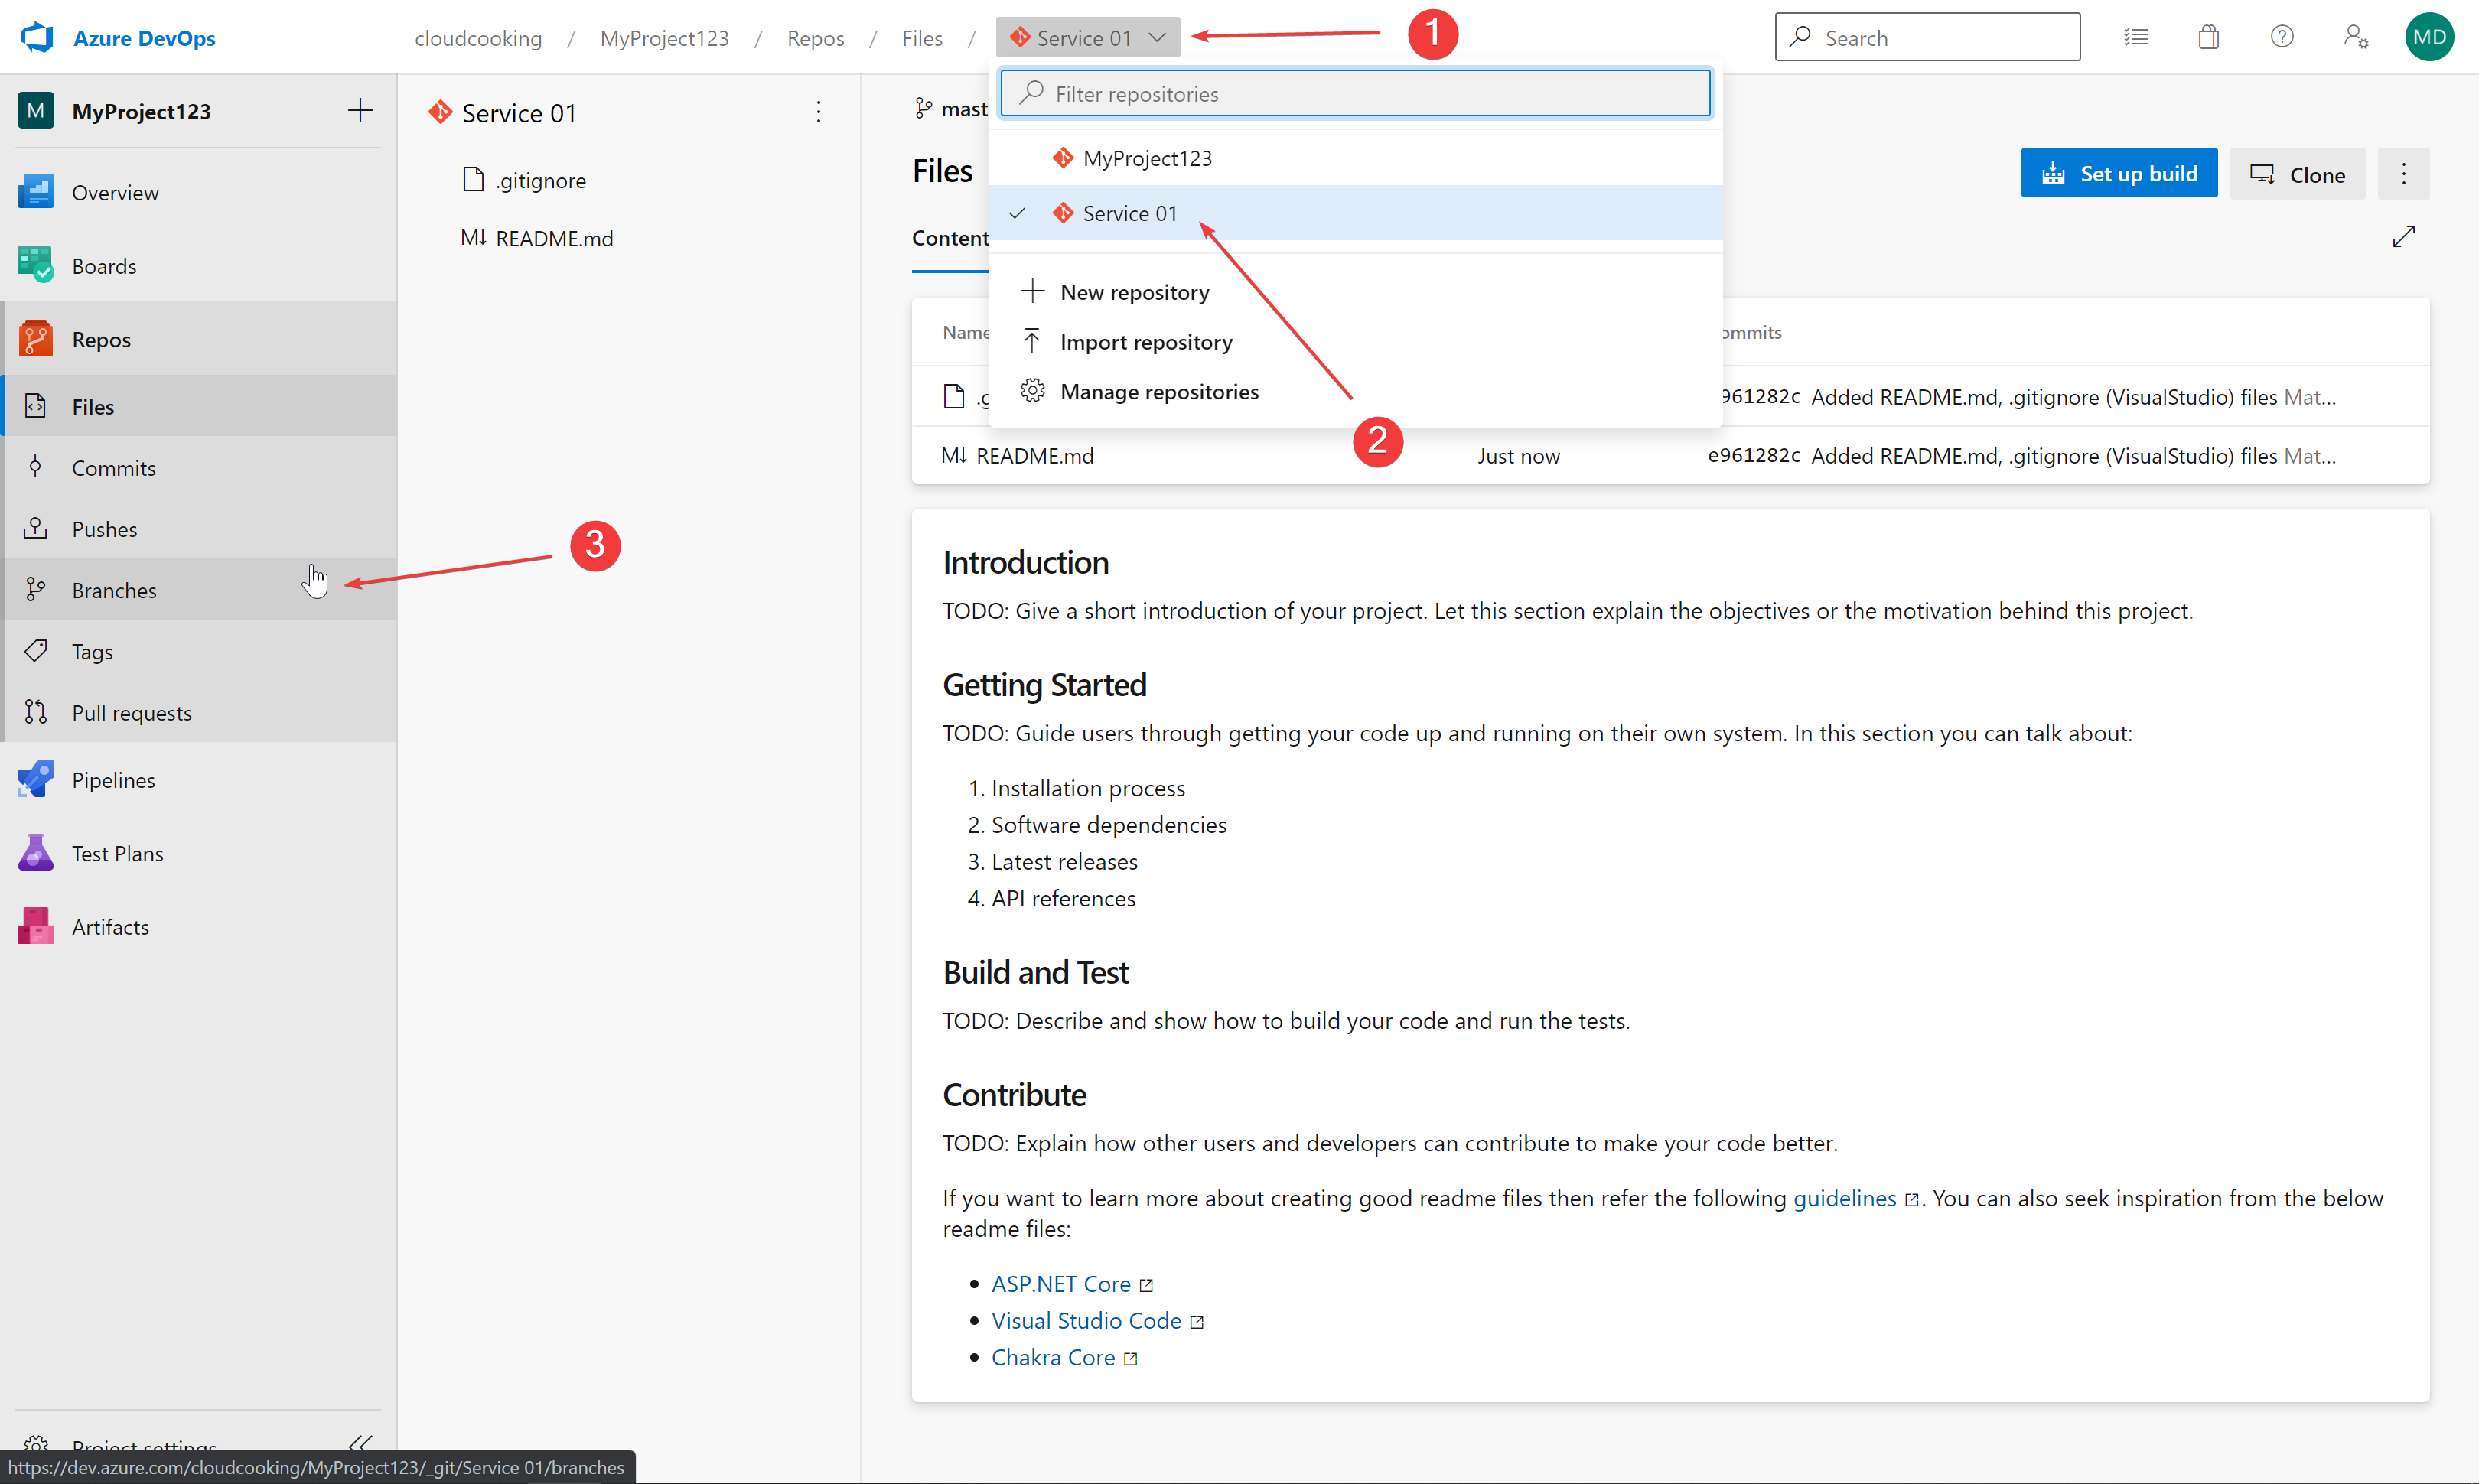 Azure DevOps
cloudcooking / MyProject123 / Repos / Files / Service 01
1
Search
MD
M MyProject123
Overview
Boards
Repos
Files
Commits
Pushes
Branches
Tags
Pull requests
Pipelines
Test Plans
Artifacts
Project settings
https://dev.azure.com/cloudcooking/MyProject123/_git/Service 01/branches
3
Service 01
.gitignore
M↓ README.md
Filter repositories
MyProject123
Service 01
New repository
Import repository
Manage repositories
2
mast
Files
Set up build
Clone
Content
Name
ommits
.g
961282c Added README.md, .gitignore (VisualStudio) files Mat...
M↓ README.md Just now e961282c Added README.md, .gitignore (VisualStudio) files Mat...
Introduction
TODO: Give a short introduction of your project. Let this section explain the objectives or the motivation behind this project.
Getting Started
TODO: Guide users through getting your code up and running on their own system. In this section you can talk about:
1. Installation process
2. Software dependencies
3. Latest releases
4. API references
Build and Test
TODO: Describe and show how to build your code and run the tests.
Contribute
TODO: Explain how other users and developers can contribute to make your code better.
If you want to learn more about creating good readme files then refer the following guidelines. You can also seek inspiration from the below
readme files:
• ASP.NET Core
• Visual Studio Code
• Chakra Core